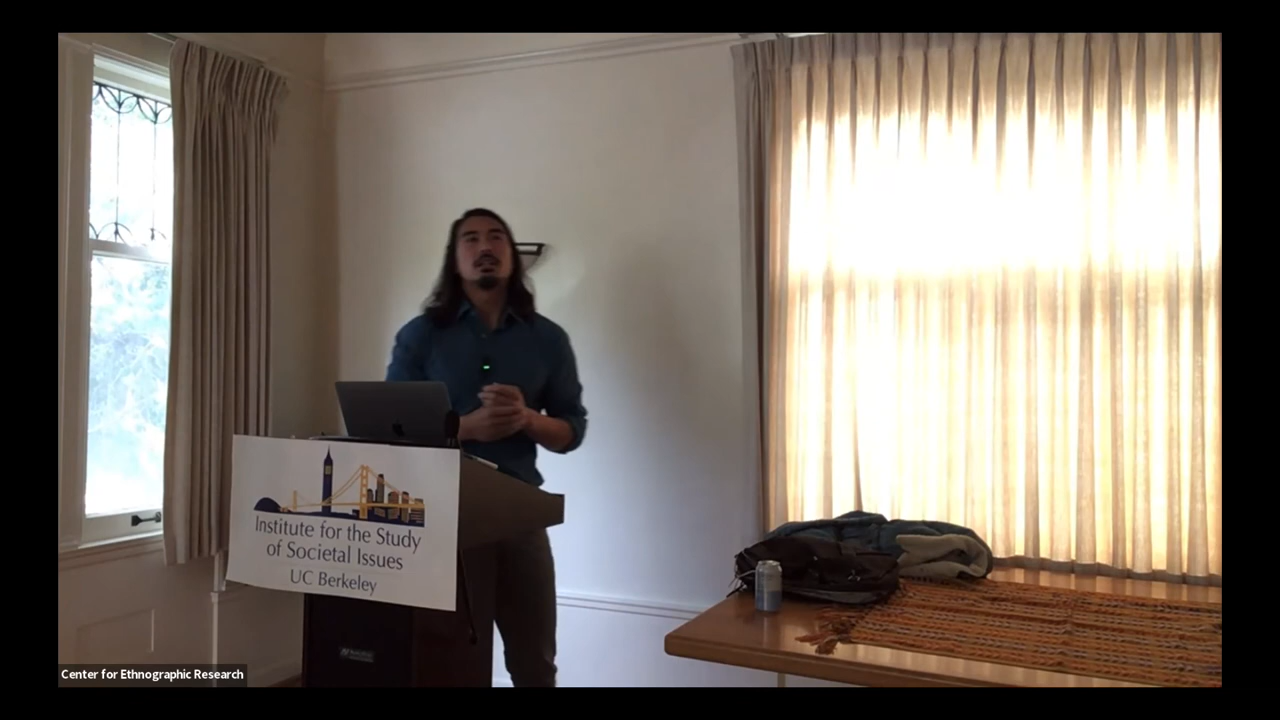 Institute for the Study
of Societal Issues
UC Berkeley
Center for Ethnographic Research